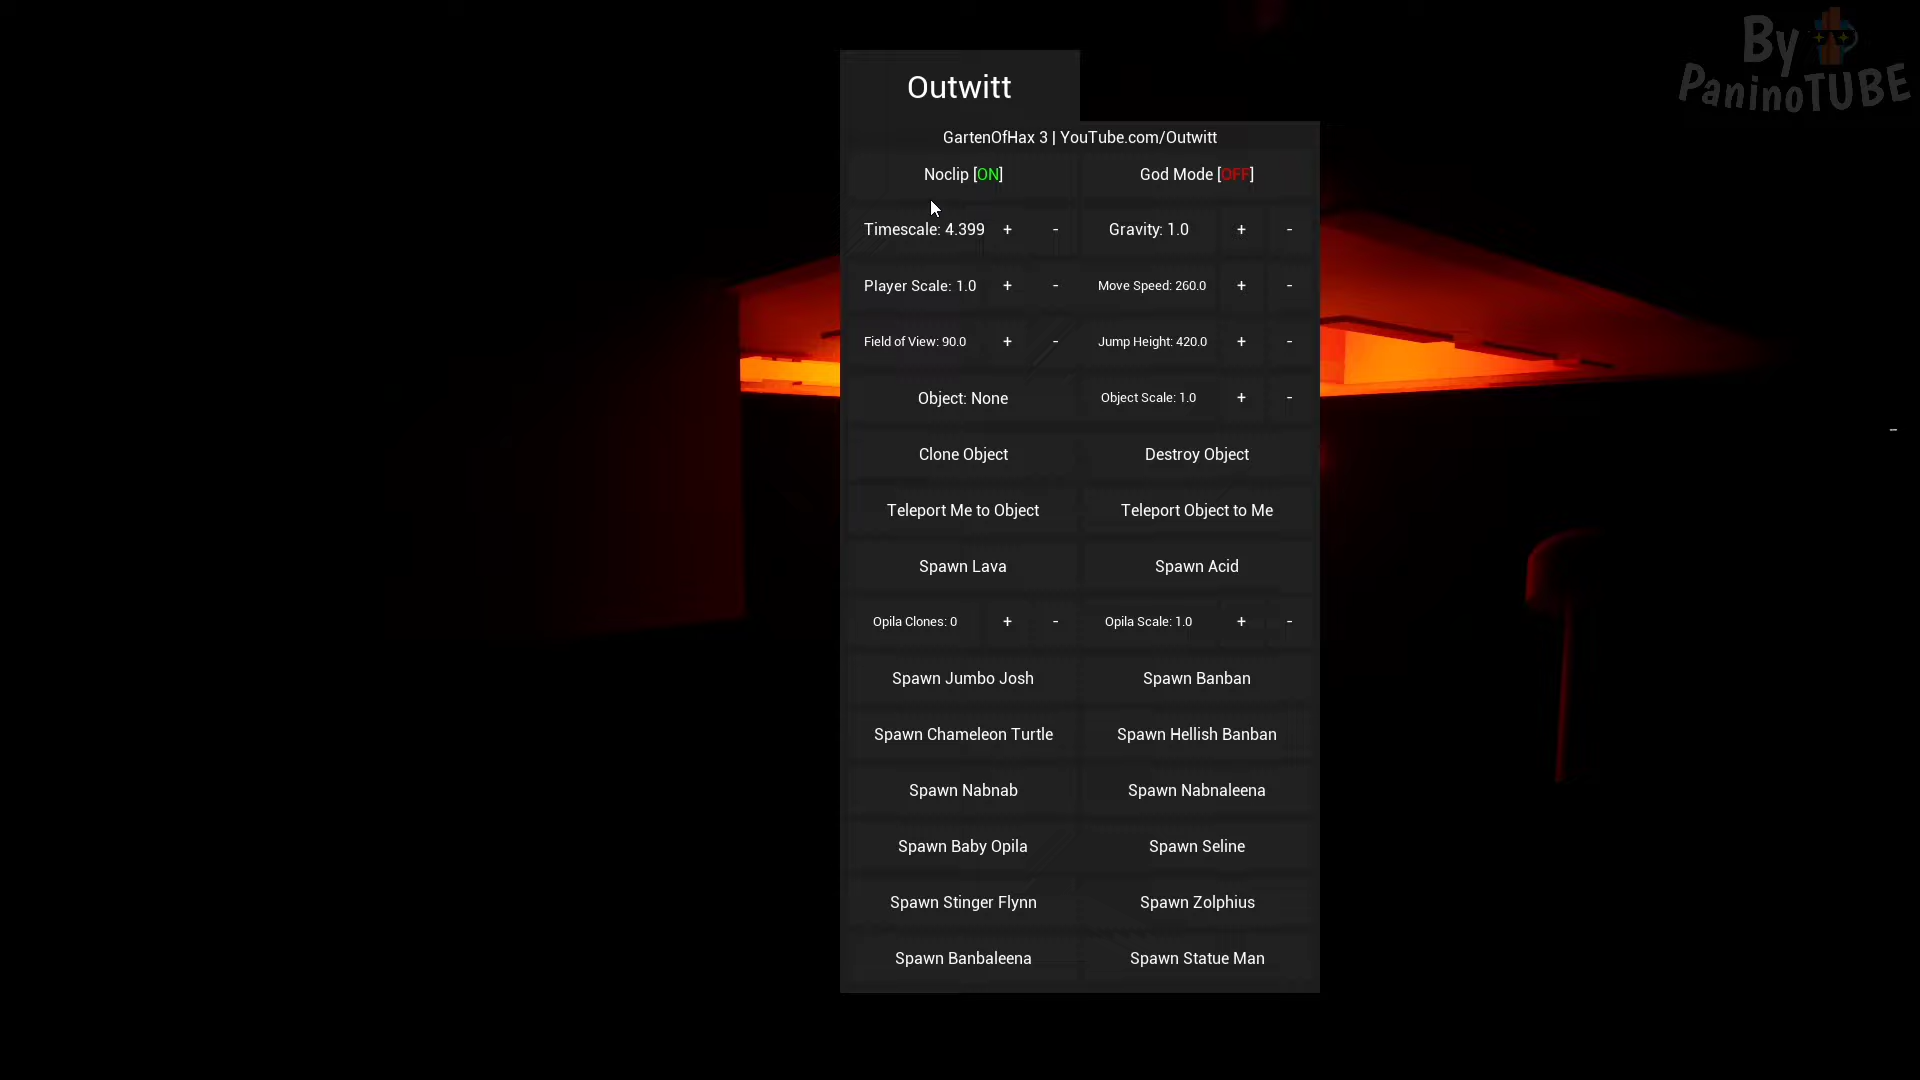 By
PaninoTUBE
Outwitt
GartenOfHax 3 | YouTube.com/Outwitt
Noclip [ON] God Mode [OFF]
Timescale: 4.399 + - Gravity: 1.0 + -
Player Scale: 1.0 + - Move Speed: 260.0 + -
Field of View: 90.0 + - Jump Height: 420.0 + -
Object: None Object Scale: 1.0 + -
Clone Object Destroy Object
Teleport Me to Object Teleport Object to Me
Spawn Lava Spawn Acid
Opila Clones: 0 + - Opila Scale: 1.0 + -
Spawn Jumbo Josh Spawn Banban
Spawn Chameleon Turtle Spawn Hellish Banban
Spawn Nabnab Spawn Nabnaleena
Spawn Baby Opila Spawn Seline
Spawn Stinger Flynn Spawn Zolphius
Spawn Banbaleena Spawn Statue Man